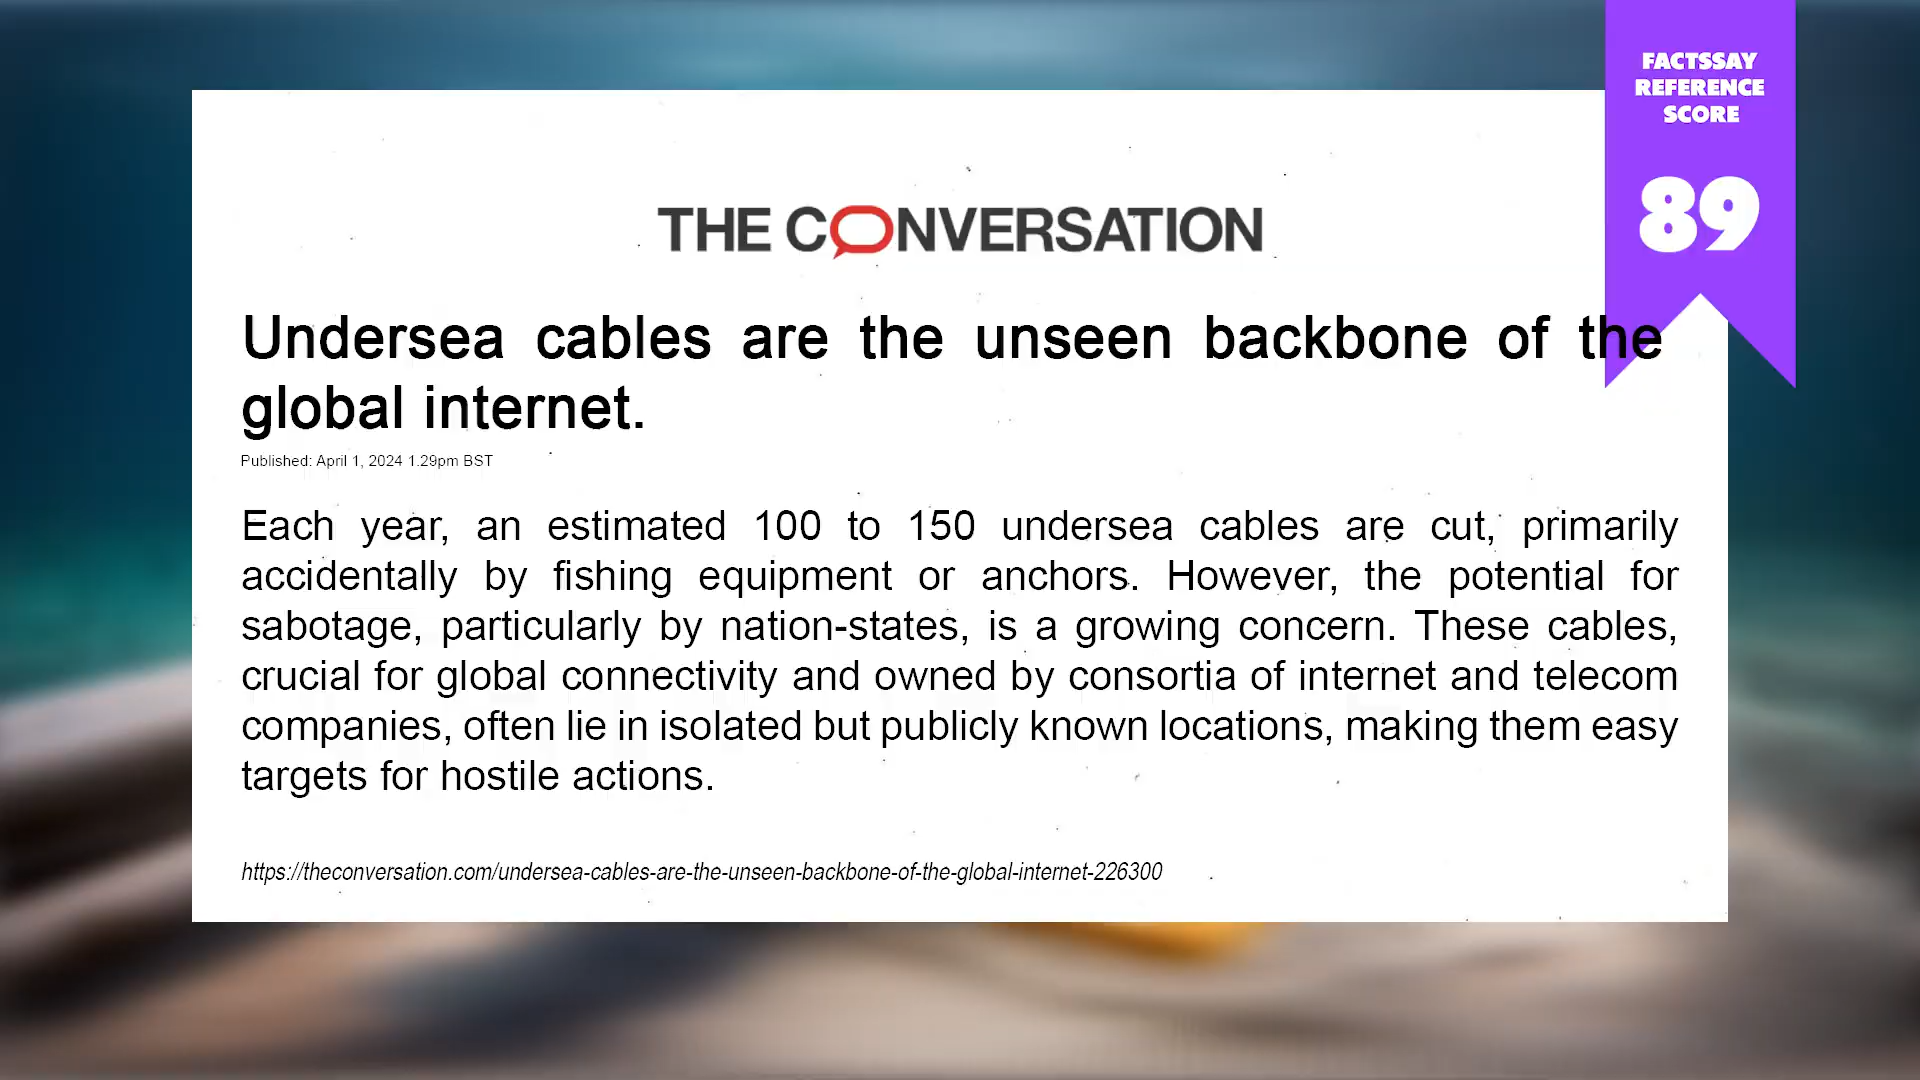 FACTSSAY
REFERENCE
SCORE
89
THE CONVERSATION
Undersea cables are the unseen backbone of the
global internet.
Published: April 1, 2024 1.29pm BST
Each year, an estimated 100 to 150 undersea cables are cut, primarily
accidentally by fishing equipment or anchors. However, the potential for
sabotage, particularly by nation-states, is a growing concern. These cables,
crucial for global connectivity and owned by consortia of internet and telecom
companies, often lie in isolated but publicly known locations, making them easy
targets for hostile actions.
https://theconversation.com/undersea-cables-are-the-unseen-backbone-of-the-global-internet-226300